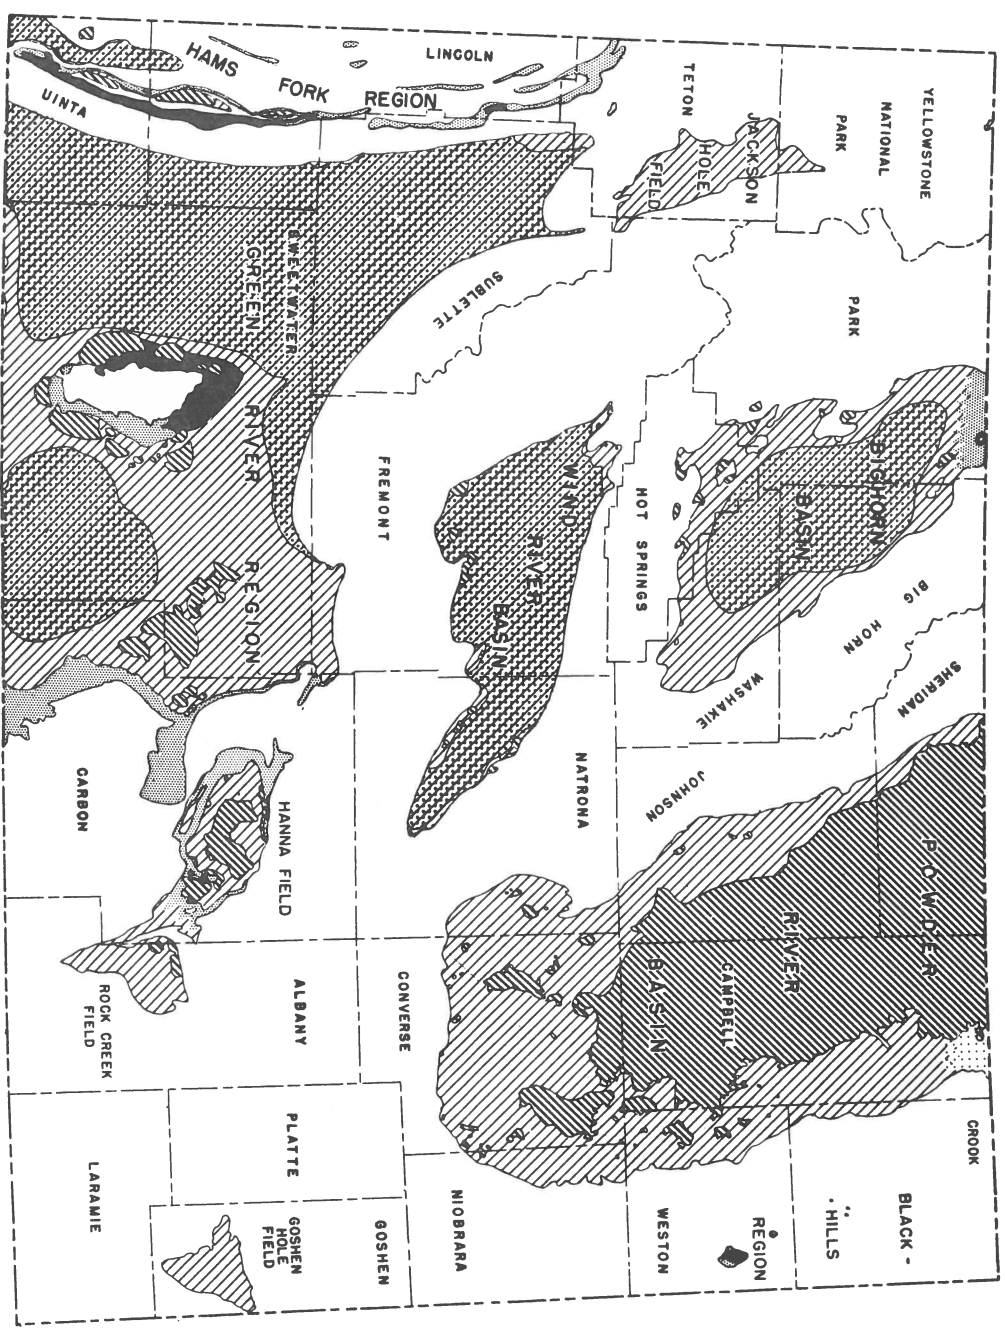 YELLOWSTONE
NATIONAL
PARK
TETON
JACKSON
HOLE
FIELD
LINCOLN
HAMS FORK REGION
UINTA
PARK
BIGHORN
BASIN
BIG
HORN
SHERIDAN
HOT SPRINGS
WASHAKIE
JOHNSON
POWDER
RIVER
BASIN
CAMPBELL
CROOK
BLACK -
HILLS
REGION
WESTON
SUBLETTE
WIND
RIVER
BASIN
FREMONT
NATRONA
CONVERSE
NIOBRARA
SWEETWATER
GREEN RIVER REGION
CARBON
HANNA FIELD
ALBANY
ROCK CREEK
FIELD
PLATTE
GOSHEN
GOSHEN
HOLE
FIELD
LARAMIE